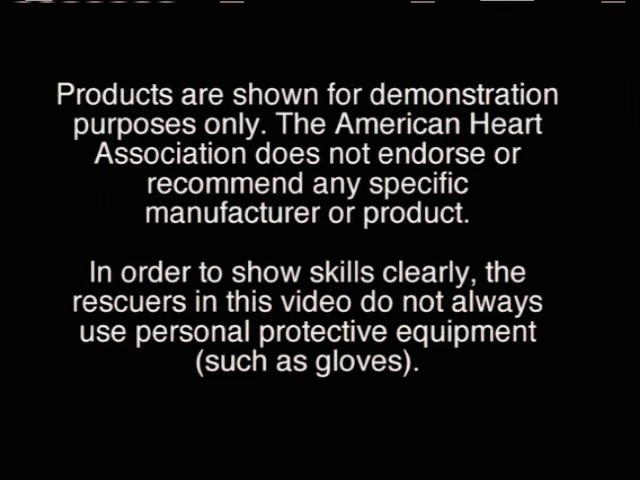 Products are shown for demonstration
purposes only. The American Heart
Association does not endorse or
recommend any specific
manufacturer or product.
In order to show skills clearly, the
rescuers in this video do not always
use personal protective equipment
(such as gloves).